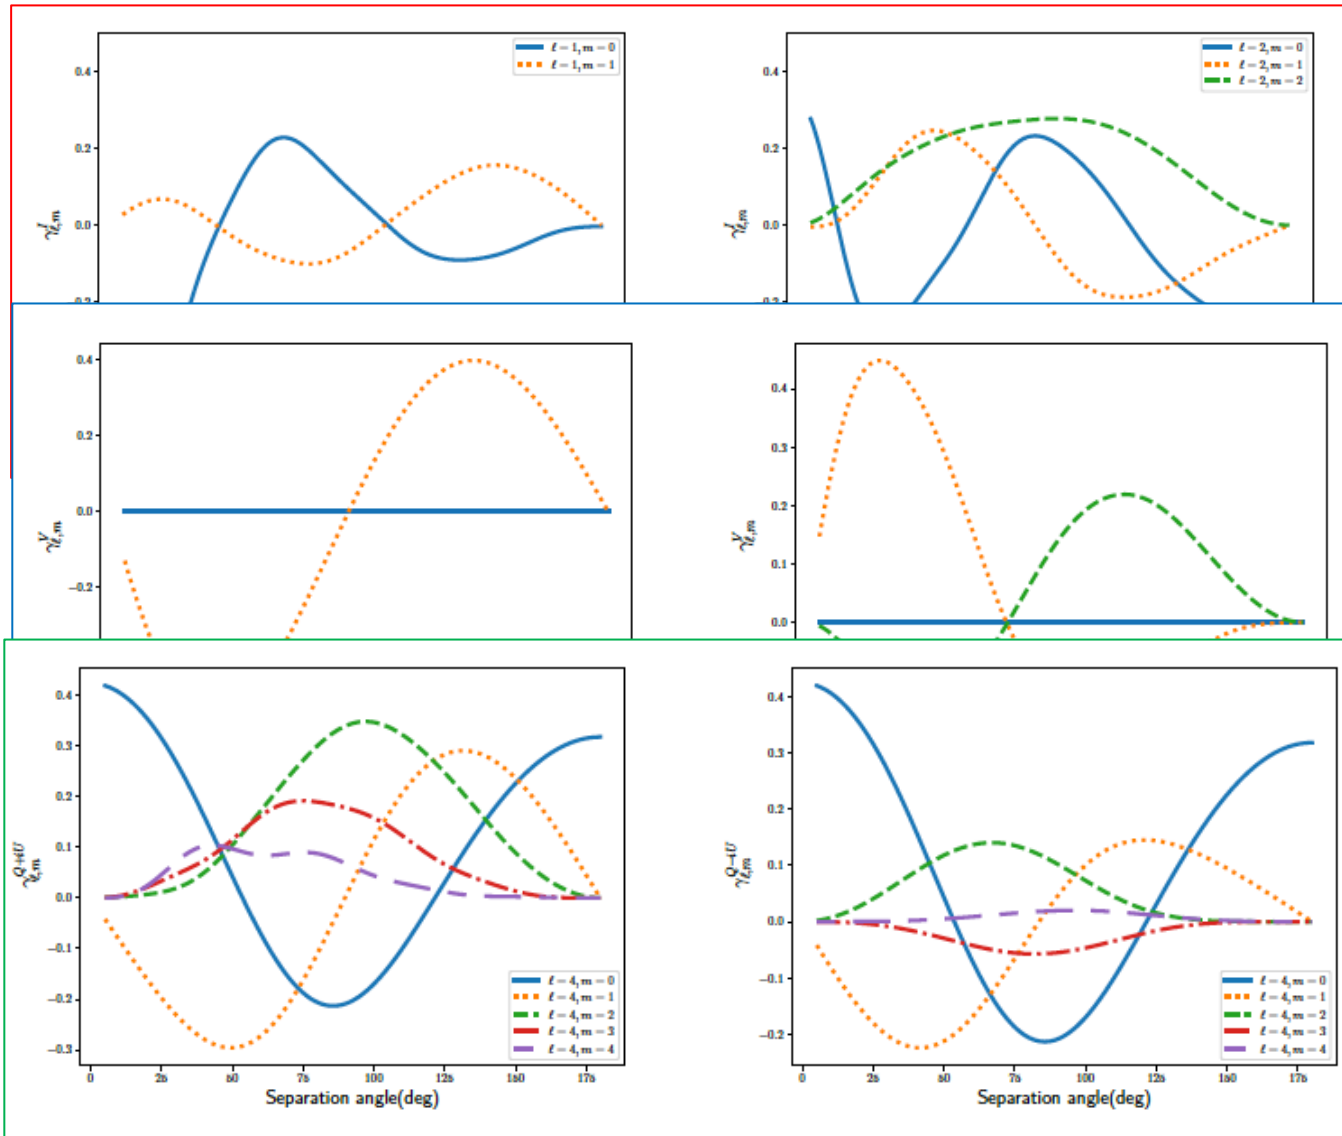 0.4
0.2
0.0
γ^I_{ℓ,m}
ℓ = 1, m = 0
ℓ = 1, m = 1
0.4
0.2
0.0
γ^I_{ℓ,m}
ℓ = 2, m = 0
ℓ = 2, m = 1
ℓ = 2, m = 2
0.4
0.2
0.0
−0.2
γ^V_{ℓ,m}
0.4
0.3
0.2
0.1
0.0
γ^V_{ℓ,m}
0.4
0.3
0.2
0.1
0.0
−0.1
−0.2
−0.3
γ^{Q+iU}_{ℓ,m}
ℓ = 4, m = 0
ℓ = 4, m = 1
ℓ = 4, m = 2
ℓ = 4, m = 3
ℓ = 4, m = 4
0 25 50 75 100 125 150 175
Separation angle(deg)
0.4
0.3
0.2
0.1
0.0
−0.1
−0.2
γ^{Q−iU}_{ℓ,m}
ℓ = 4, m = 0
ℓ = 4, m = 1
ℓ = 4, m = 2
ℓ = 4, m = 3
ℓ = 4, m = 4
0 25 50 75 100 125 150 175
Separation angle(deg)